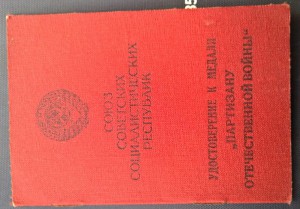 СОЮЗ
СОВЕТСКИХ
СОЦИАЛИСТИЧЕСКИХ
РЕСПУБЛИК
УДОСТОВЕРЕНИЕ К МЕДАЛИ
„ПАРТИЗАНУ
ОТЕЧЕСТВЕННОЙ ВОЙНЫ"